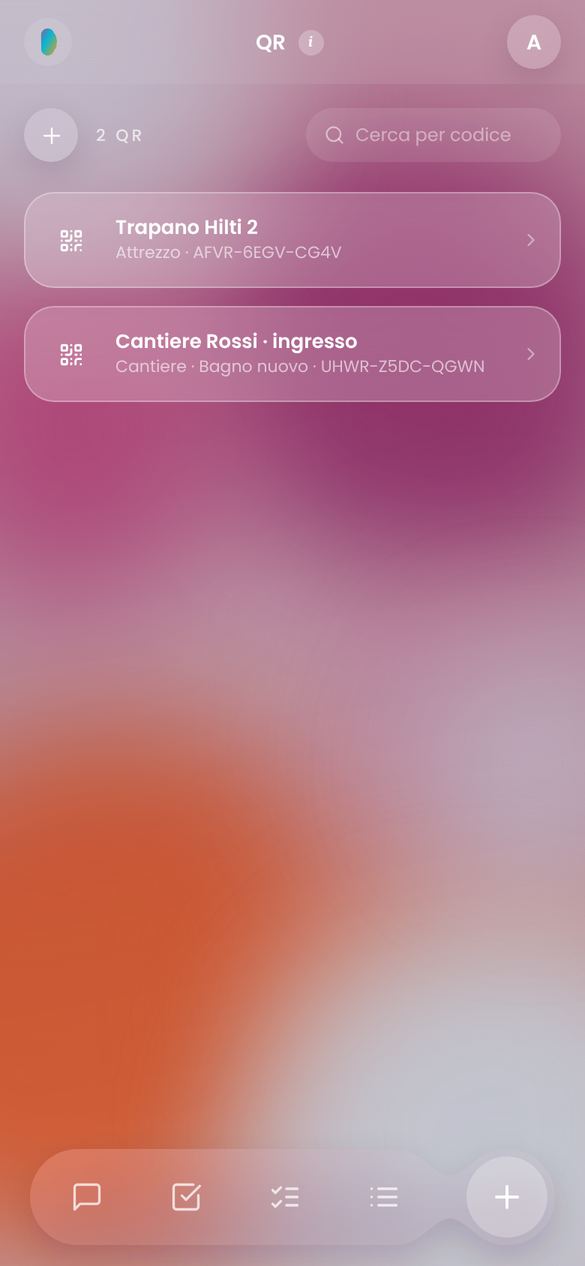 QR i
A
2 QR
Cerca per codice
Trapano Hilti 2
Attrezzo · AFVR-6EGV-CG4V
Cantiere Rossi · ingresso
Cantiere · Bagno nuovo · UHWR-Z5DC-QGWN